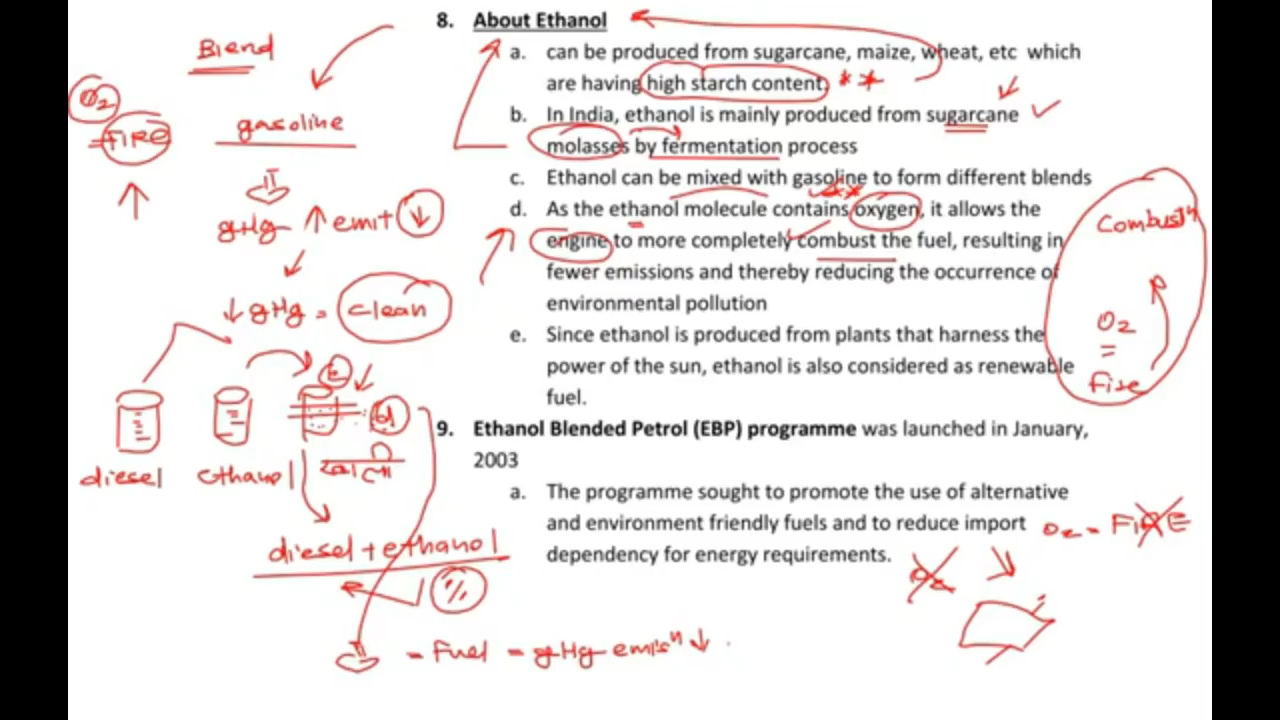 8. About Ethanol
a. can be produced from sugarcane, maize, wheat, etc which
are having high starch content. **
b. In India, ethanol is mainly produced from sugarcane
molasses by fermentation process
c. Ethanol can be mixed with gasoline to form different blends
d. As the ethanol molecule contains oxygen, it allows the
engine to more completely combust the fuel, resulting in
fewer emissions and thereby reducing the occurrence of
environmental pollution
e. Since ethanol is produced from plants that harness the
power of the sun, ethanol is also considered as renewable
fuel.
9. Ethanol Blended Petrol (EBP) programme was launched in January,
2003
a. The programme sought to promote the use of alternative
and environment friendly fuels and to reduce import
dependency for energy requirements.
Blend
O2
=FIRE
gasoline
gHg ↑ emit ↓
↓ gHg = clean
diesel
ethanol
diesel + ethanol
%
= Fuel = gHg emisⁿ ↓
Combustⁿ
O2
=
Fire
O2 = FIRE